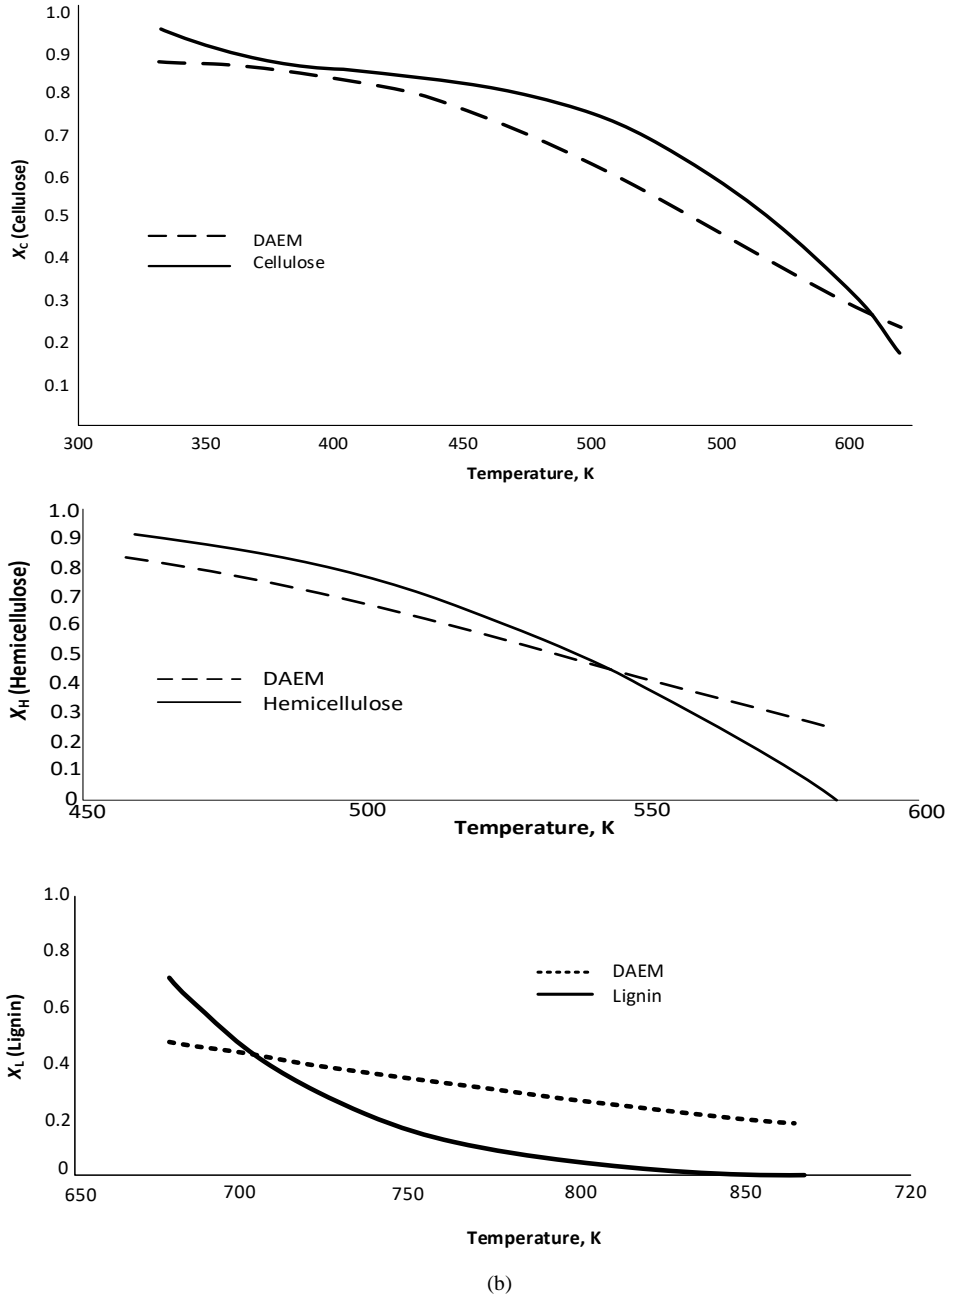 1.0
0.9
0.8
0.7
0.6
0.5
0.4
0.3
0.2
0.1
X_C (Cellulose)
DAEM
Cellulose
300 350 400 450 500 500 600
Temperature, K
1.0
0.9
0.8
0.7
0.6
0.5
0.4
0.3
0.2
0.1
0
X_H (Hemicellulose)
DAEM
Hemicellulose
450 500 550 600
Temperature, K
1.0
0.8
0.6
0.4
0.2
0
X_L (Lignin)
DAEM
Lignin
650 700 750 800 850 720
Temperature, K
(b)